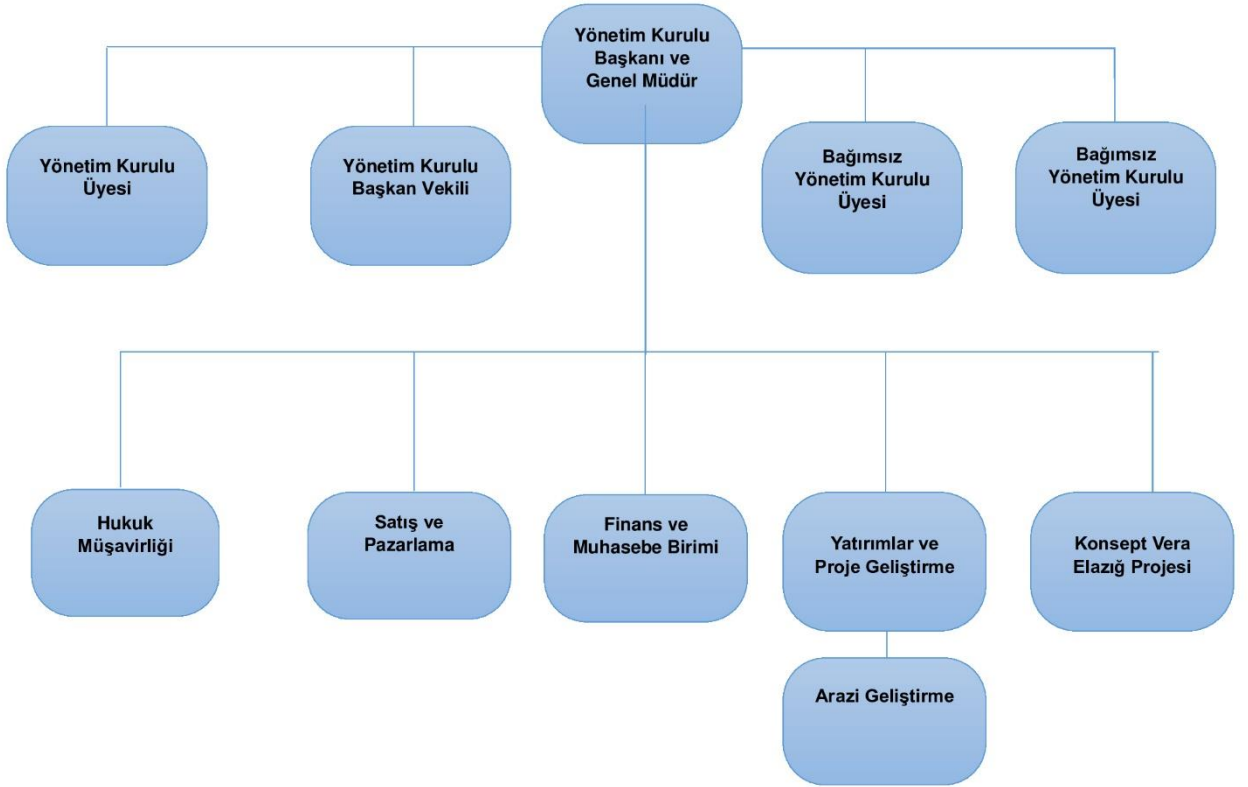 Yönetim Kurulu
Başkanı ve
Genel Müdür
Yönetim Kurulu
Üyesi
Yönetim Kurulu
Başkan Vekili
Bağımsız
Yönetim Kurulu
Üyesi
Bağımsız
Yönetim Kurulu
Üyesi
Hukuk
Müşavirliği
Satış ve
Pazarlama
Finans ve
Muhasebe Birimi
Yatırımlar ve
Proje Geliştirme
Konsept Vera
Elazığ Projesi
Arazi Geliştirme